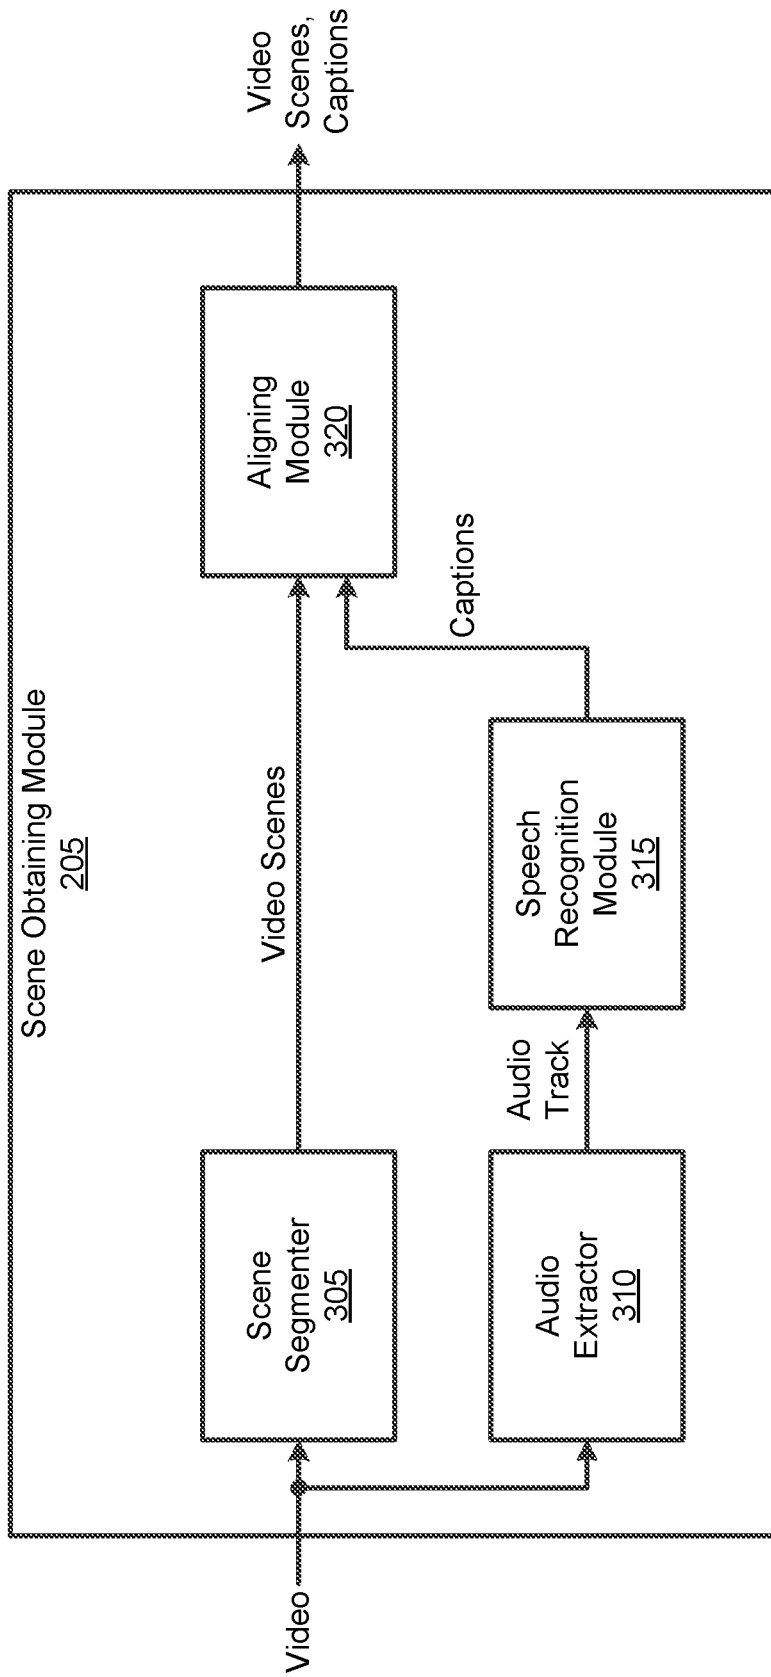 Scene Obtaining Module
205
Video
Scene
Segmenter
305
Video Scenes
Aligning
Module
320
Video
Scenes,
Captions
Audio
Extractor
310
Audio
Track
Speech
Recognition
Module
315
Captions